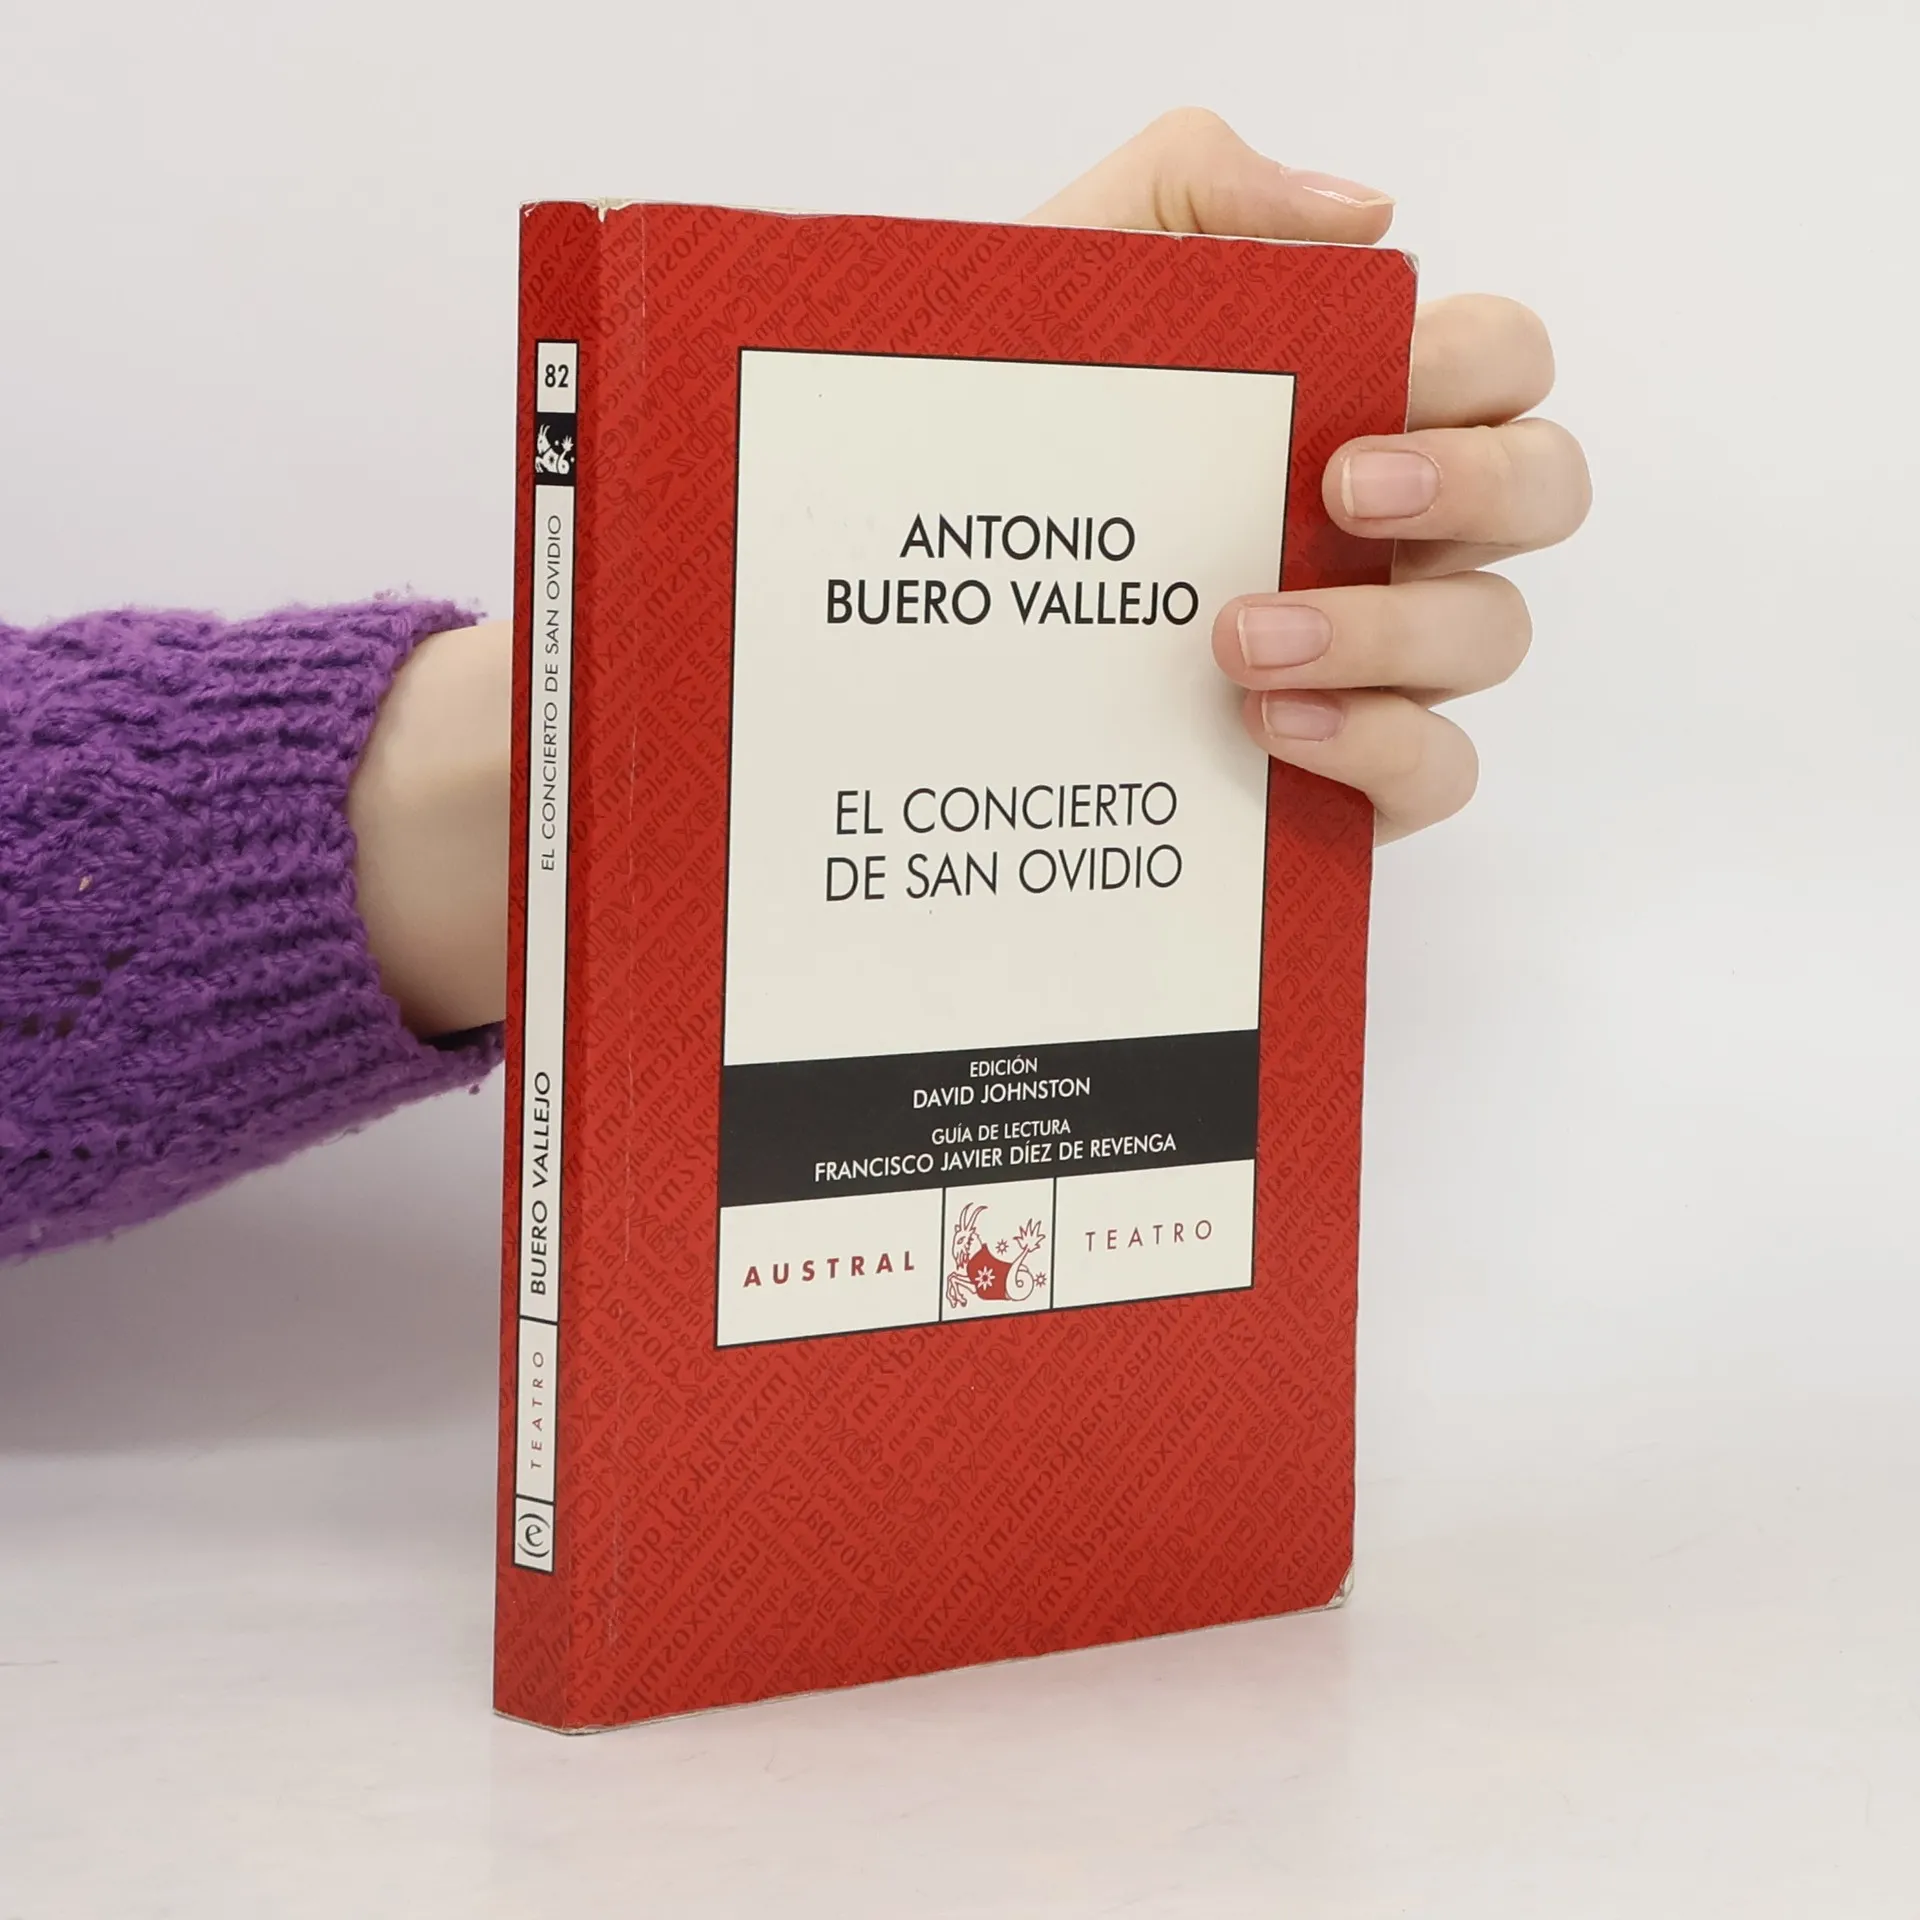 82
EL CONCIERTO DE SAN OVIDIO
BUERO VALLEJO
TEATRO
e
ANTONIO
BUERO VALLEJO
EL CONCIERTO
DE SAN OVIDIO
EDICIÓN
DAVID JOHNSTON
GUÍA DE LECTURA
FRANCISCO JAVIER DÍEZ DE REVENGA
AUSTRAL
TEATRO